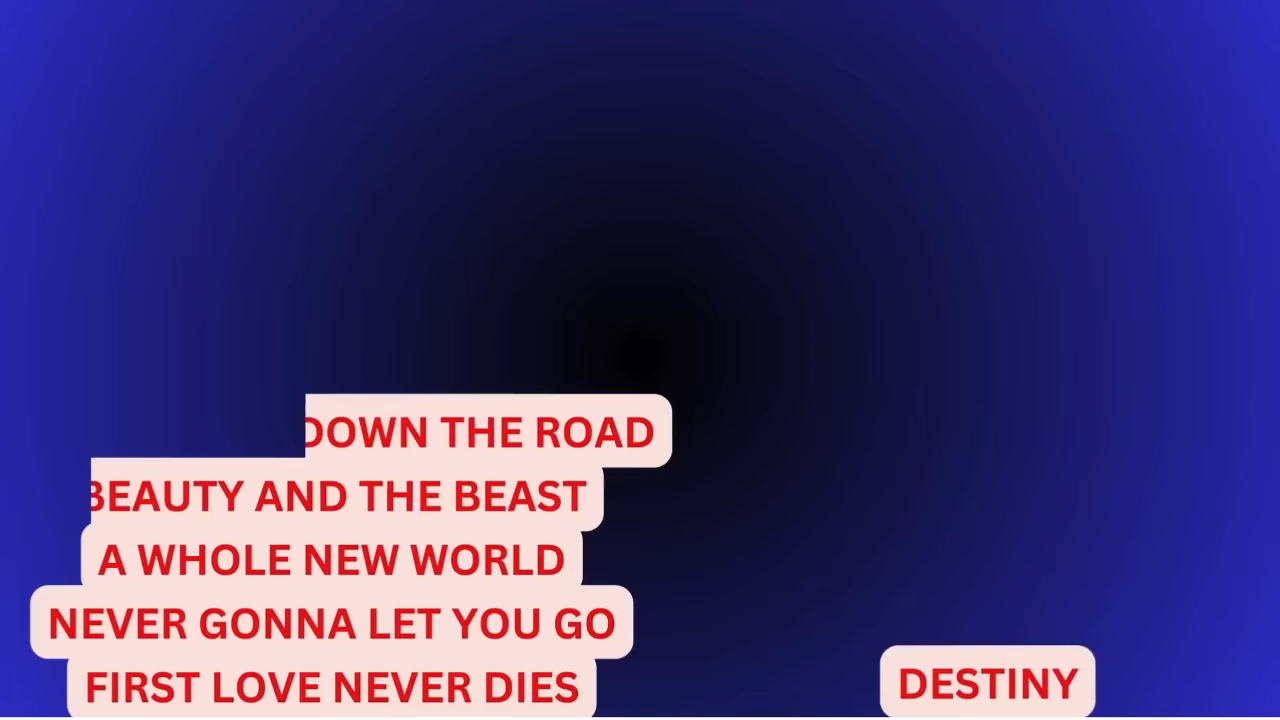 DOWN THE ROAD
BEAUTY AND THE BEAST
A WHOLE NEW WORLD
NEVER GONNA LET YOU GO
FIRST LOVE NEVER DIES
DESTINY